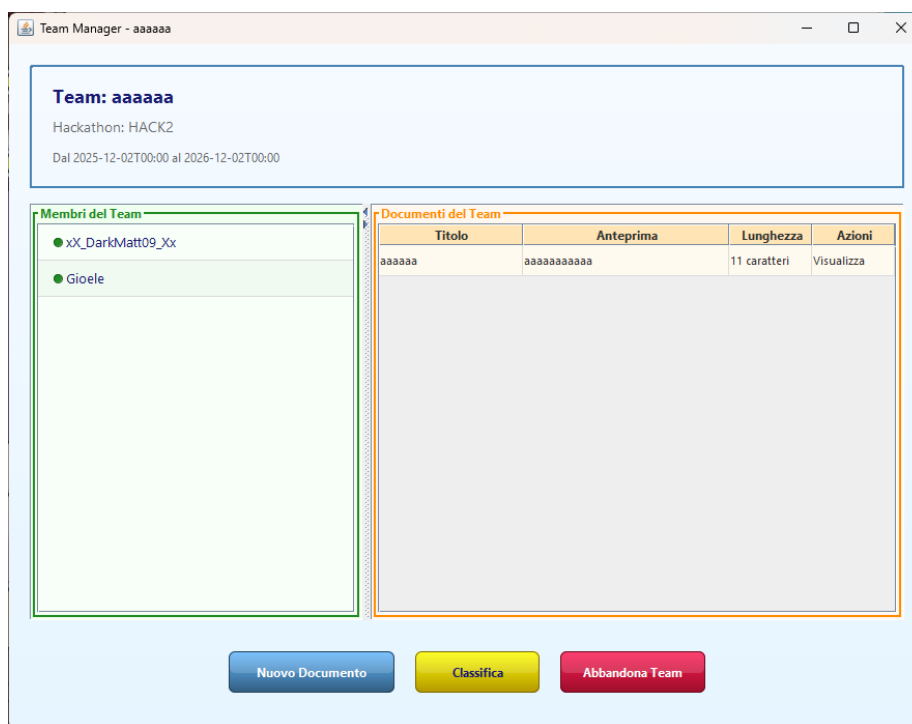 Team Manager - aaaaaa
Team: aaaaaa
Hackathon: HACK2
Dal 2025-12-02T00:00 al 2026-12-02T00:00
Membri del Team
xX_DarkMatt09_Xx
Gioele
Documenti del Team
Titolo Anteprima Lunghezza Azioni
aaaaaa aaaaaaaaaaa 11 caratteri Visualizza
Nuovo Documento Classifica Abbandona Team